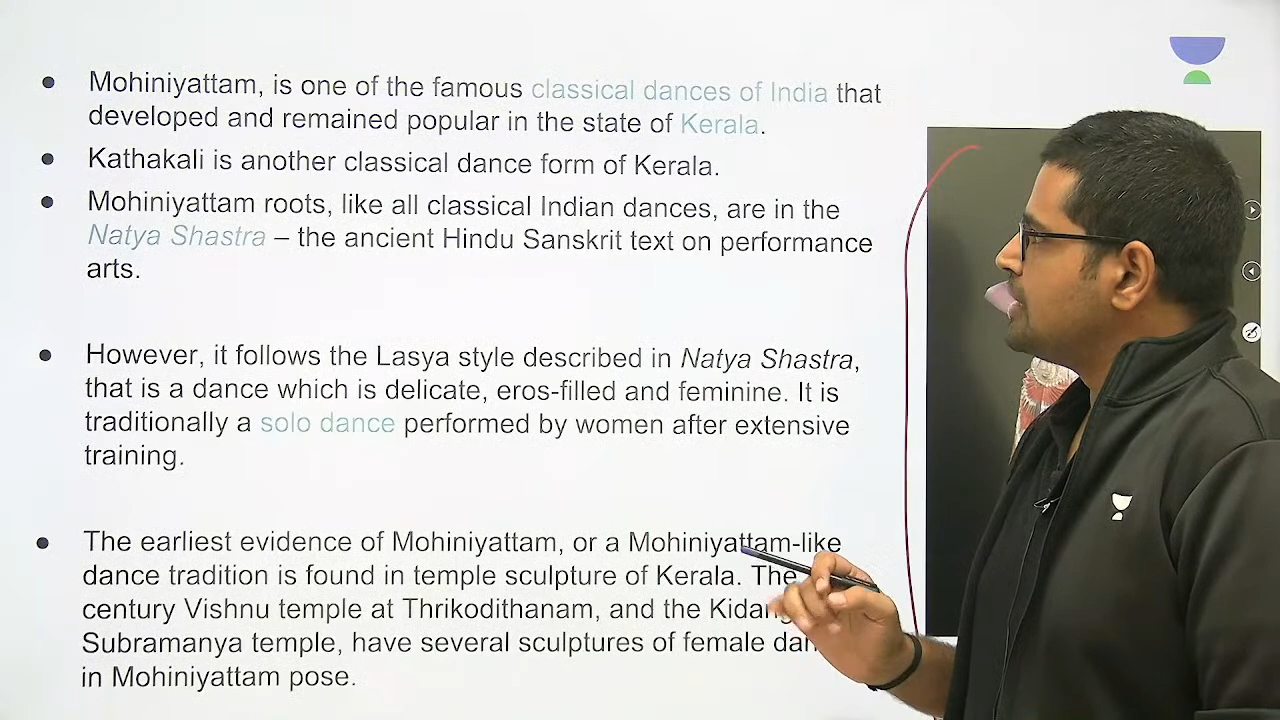 Mohiniyattam, is one of the famous classical dances of India that
developed and remained popular in the state of Kerala.
Kathakali is another classical dance form of Kerala.
Mohiniyattam roots, like all classical Indian dances, are in the
Natya Shastra – the ancient Hindu Sanskrit text on performance
arts.
However, it follows the Lasya style described in Natya Shastra,
that is a dance which is delicate, eros-filled and feminine. It is
traditionally a solo dance performed by women after extensive
training.
The earliest evidence of Mohiniyattam, or a Mohiniyattam-like
dance tradition is found in temple sculpture of Kerala. The
century Vishnu temple at Thrikodithanam, and the
Subramanya temple, have several sculptures of female
in Mohiniyattam pose.